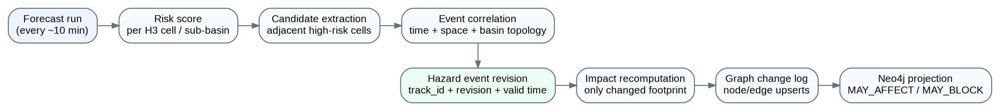 Forecast run
(every ~10 min)
Risk score
per H3 cell / sub-basin
Candidate extraction
adjacent high-risk cells
Event correlation
time + space + basin topology
Hazard event revision
track_id + revision + valid time
Impact recomputation
only changed footprint
Graph change log
node/edge upserts
Neo4j projection
MAY_AFFECT / MAY_BLOCK